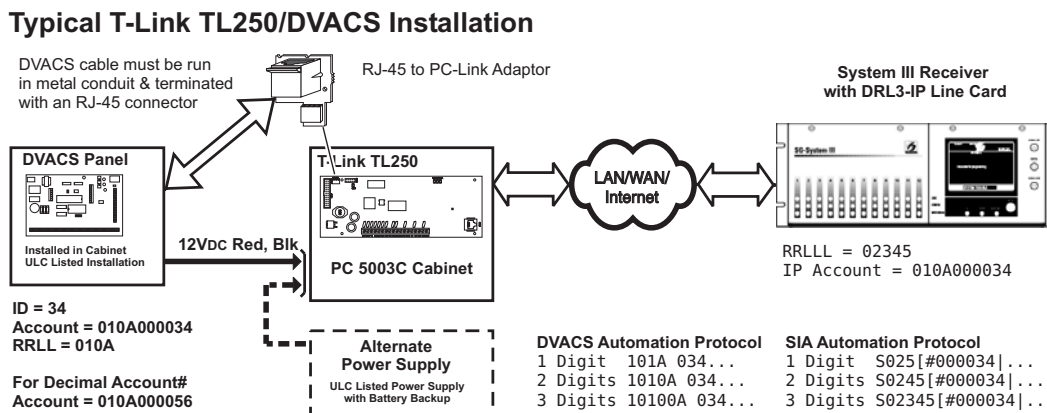 Typical T-Link TL250/DVACS Installation
DVACS cable must be run
in metal conduit & terminated
with an RJ-45 connector
RJ-45 to PC-Link Adaptor
System III Receiver
with DRL3-IP Line Card
DVACS Panel
Installed in Cabinet
ULC Listed Installation
12VDC Red, Blk
T-Link TL250
PC 5003C Cabinet
LAN/WAN/
Internet
SG-System III
RRLLL = 02345
IP Account = 010A000034
ID = 34
Account = 010A000034
RRLL = 010A
For Decimal Account#
Account = 010A000056
Alternate
Power Supply
ULC Listed Power Supply
with Battery Backup
DVACS Automation Protocol
1 Digit 101A 034...
2 Digits 1010A 034...
3 Digits 10100A 034...
SIA Automation Protocol
1 Digit S025[#000034|...
2 Digits S0245[#000034|...
3 Digits S02345[#000034|..